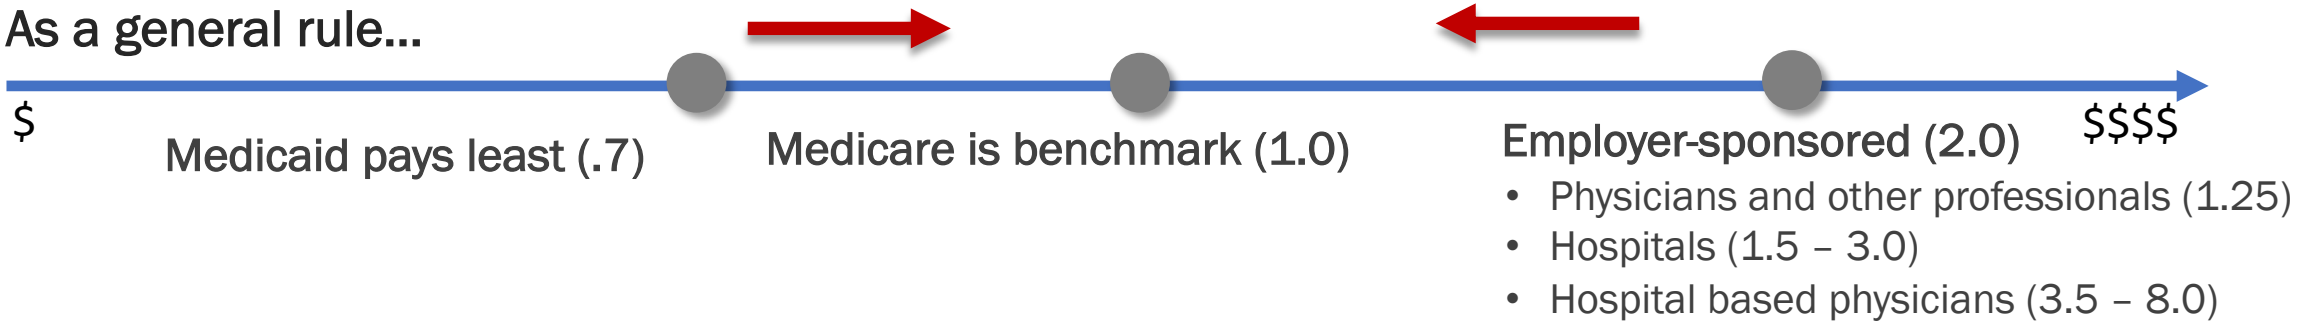 As a general rule...
$
$$$$
Medicaid pays least (.7)
Medicare is benchmark (1.0)
Employer-sponsored (2.0)
• Physicians and other professionals (1.25)
• Hospitals (1.5 – 3.0)
• Hospital based physicians (3.5 – 8.0)